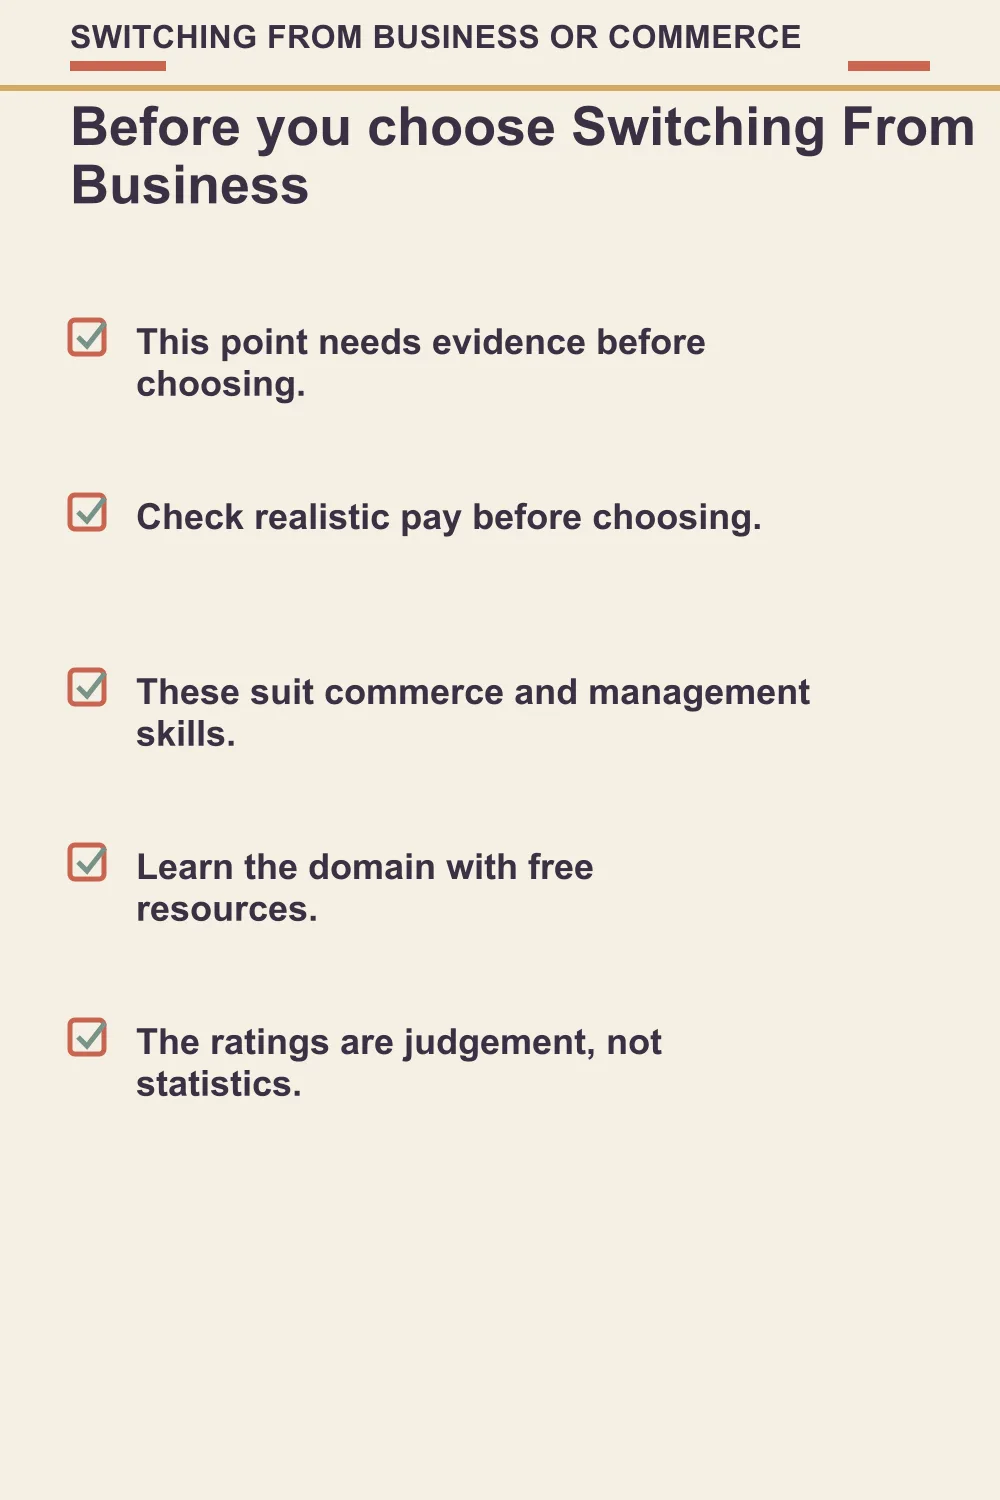 SWITCHING FROM BUSINESS OR COMMERCE
Before you choose Switching From
Business
This point needs evidence before
choosing.
Check realistic pay before choosing.
These suit commerce and management
skills.
Learn the domain with free
resources.
The ratings are judgement, not
statistics.